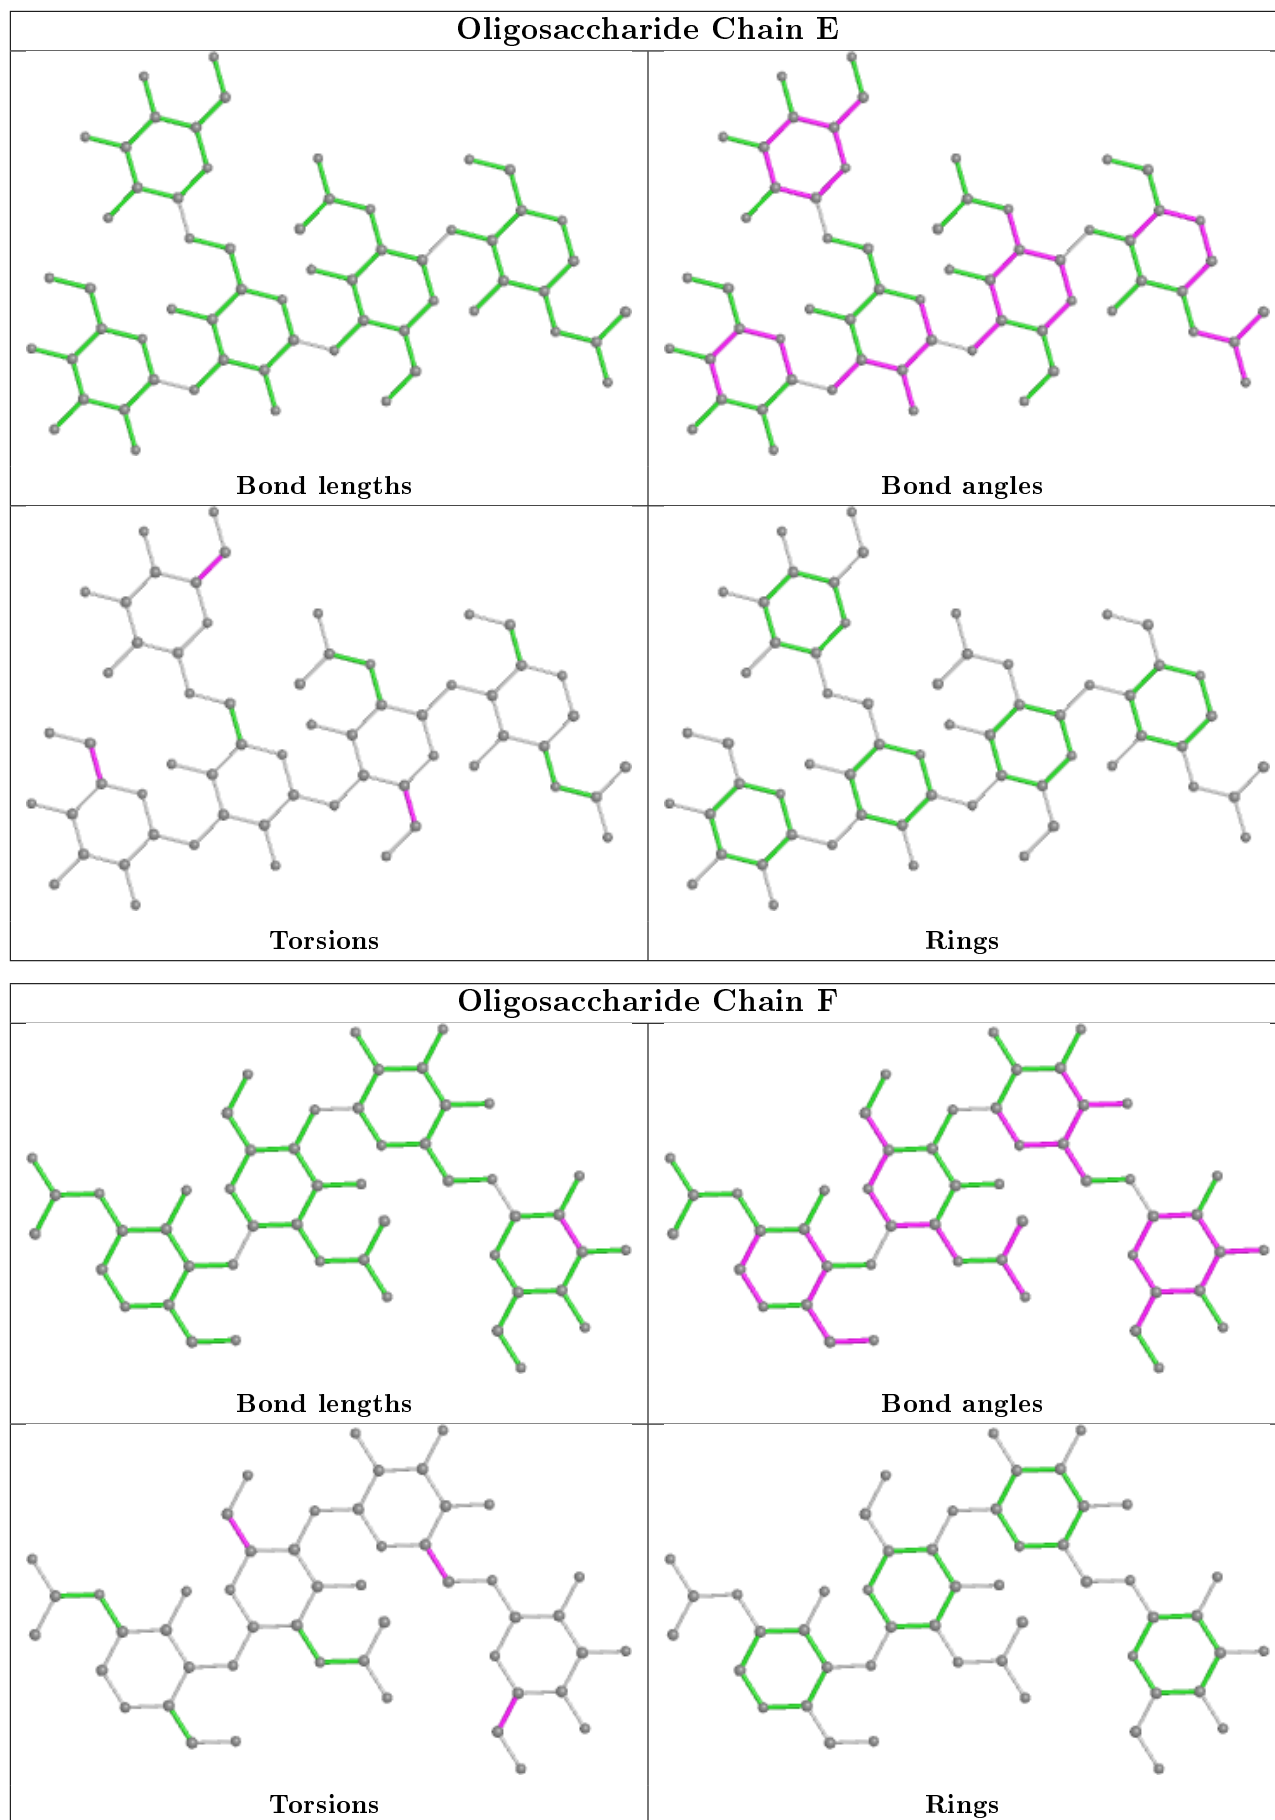 Oligosaccharide Chain E
Bond lengths
Bond angles
Torsions
Rings
Oligosaccharide Chain F
Bond lengths
Bond angles
Torsions
Rings